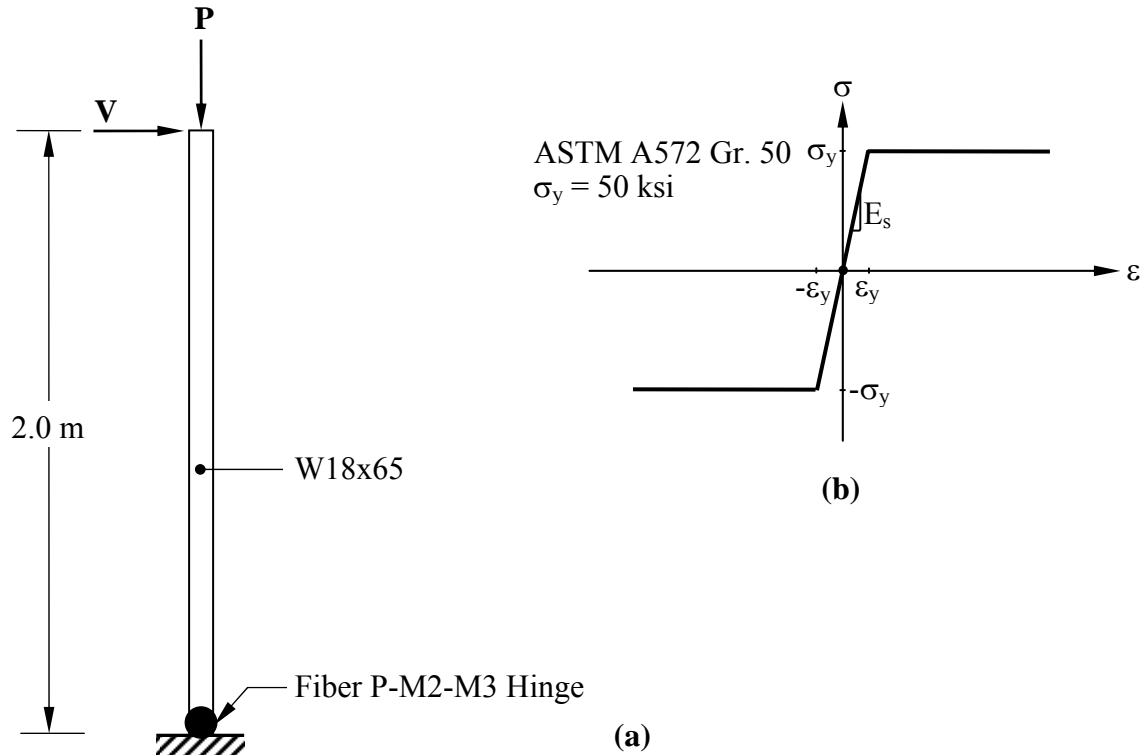 P
V
2.0 m
W18x65
Fiber P-M2-M3 Hinge
(a)
ASTM A572 Gr. 50
σy = 50 ksi
σ
σy
Es
-εy
εy
ε
-σy
(b)